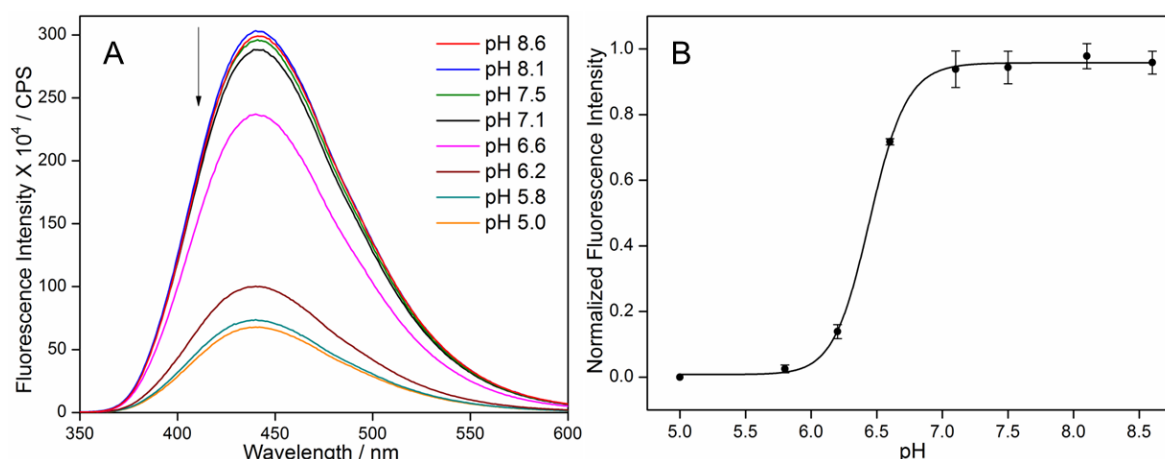 A
Fluorescence Intensity X 10⁴ / CPS
300
250
200
150
100
50
0
350 400 450 500 550 600
Wavelength / nm
pH 8.6
pH 8.1
pH 7.5
pH 7.1
pH 6.6
pH 6.2
pH 5.8
pH 5.0
B
Normalized Fluorescence Intensity
1.0
0.8
0.6
0.4
0.2
0.0
5.0 5.5 6.0 6.5 7.0 7.5 8.0 8.5
pH